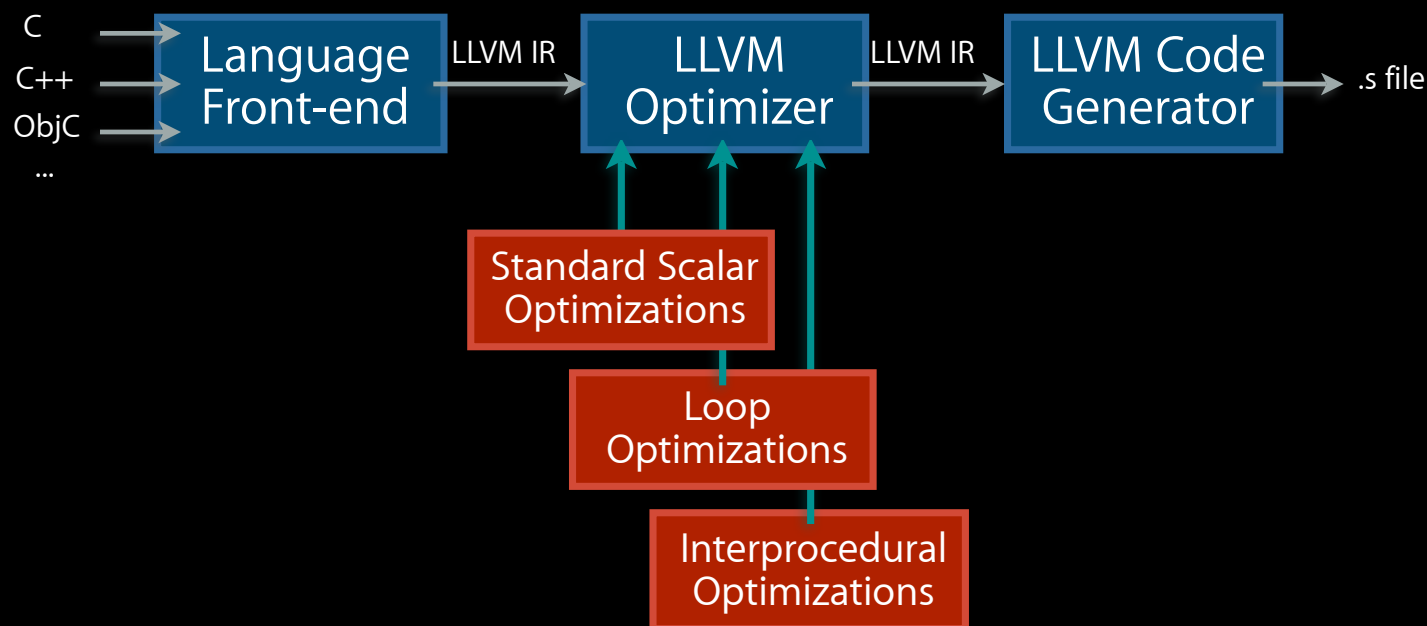 C
C++
ObjC
...
Language
Front-end
LLVM IR
LLVM
Optimizer
LLVM IR
LLVM Code
Generator
.s file
Standard Scalar
Optimizations
Loop
Optimizations
Interprocedural
Optimizations